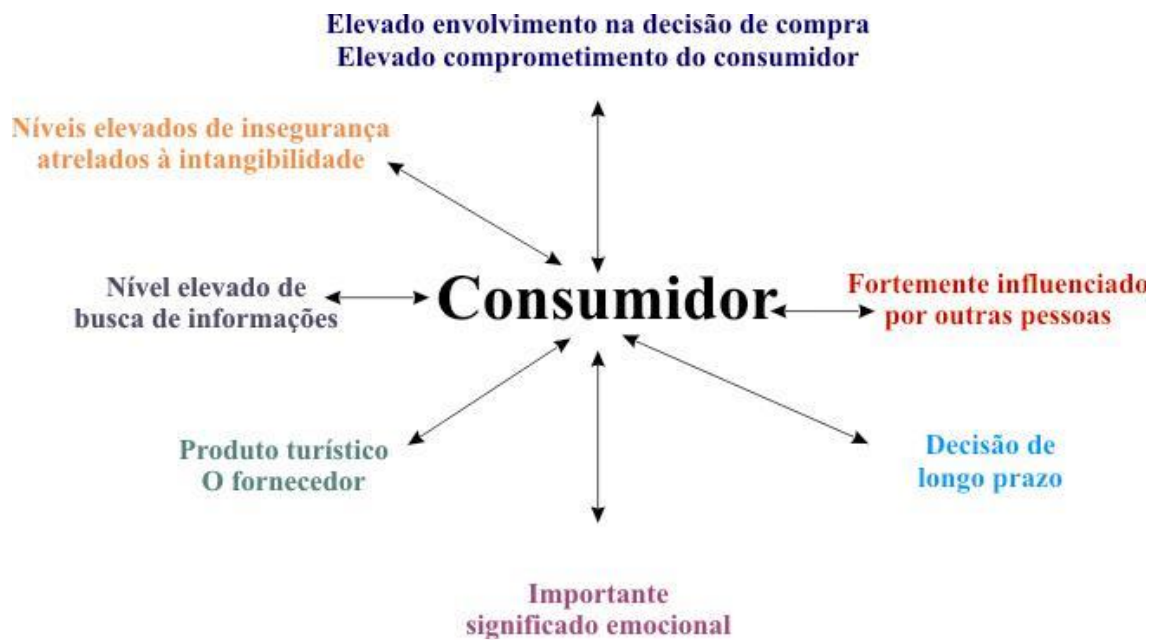 Elevado envolvimento na decisão de compra
Elevado comprometimento do consumidor
Níveis elevados de insegurança
atrelados à intangibilidade
Nível elevado de
busca de informações
Consumidor
Fortemente influenciado
por outras pessoas
Produto turístico
O fornecedor
Decisão de
longo prazo
Importante
significado emocional